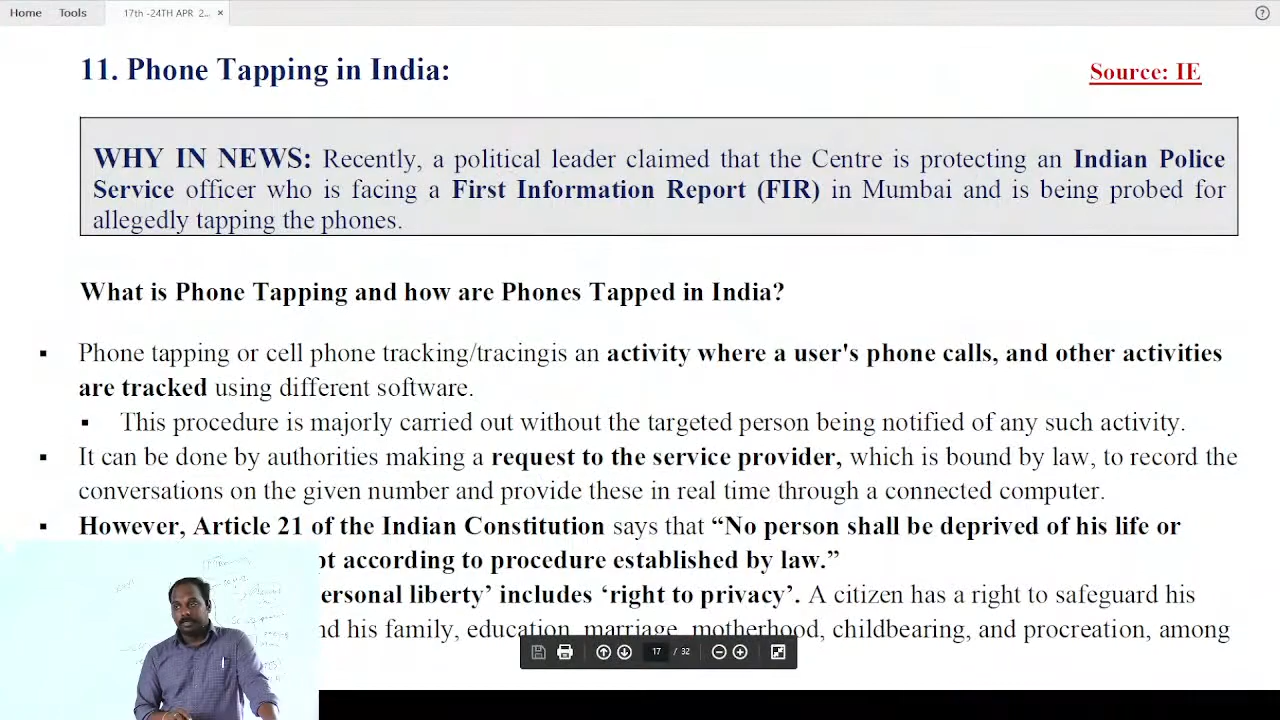 Home Tools 17th -24TH APR 2... × ?
11. Phone Tapping in India: Source: IE
WHY IN NEWS: Recently, a political leader claimed that the Centre is protecting an Indian Police
Service officer who is facing a First Information Report (FIR) in Mumbai and is being probed for
allegedly tapping the phones.
What is Phone Tapping and how are Phones Tapped in India?
▪ Phone tapping or cell phone tracking/tracingis an activity where a user's phone calls, and other activities
are tracked using different software.
▪ This procedure is majorly carried out without the targeted person being notified of any such activity.
▪ It can be done by authorities making a request to the service provider, which is bound by law, to record the
conversations on the given number and provide these in real time through a connected computer.
▪ However, Article 21 of the Indian Constitution says that “No person shall be deprived of his life or
pt according to procedure established by law.”
ersonal liberty’ includes ‘right to privacy’. A citizen has a right to safeguard his
nd his family, education, marriage, motherhood, childbearing, and procreation, among
17 / 32